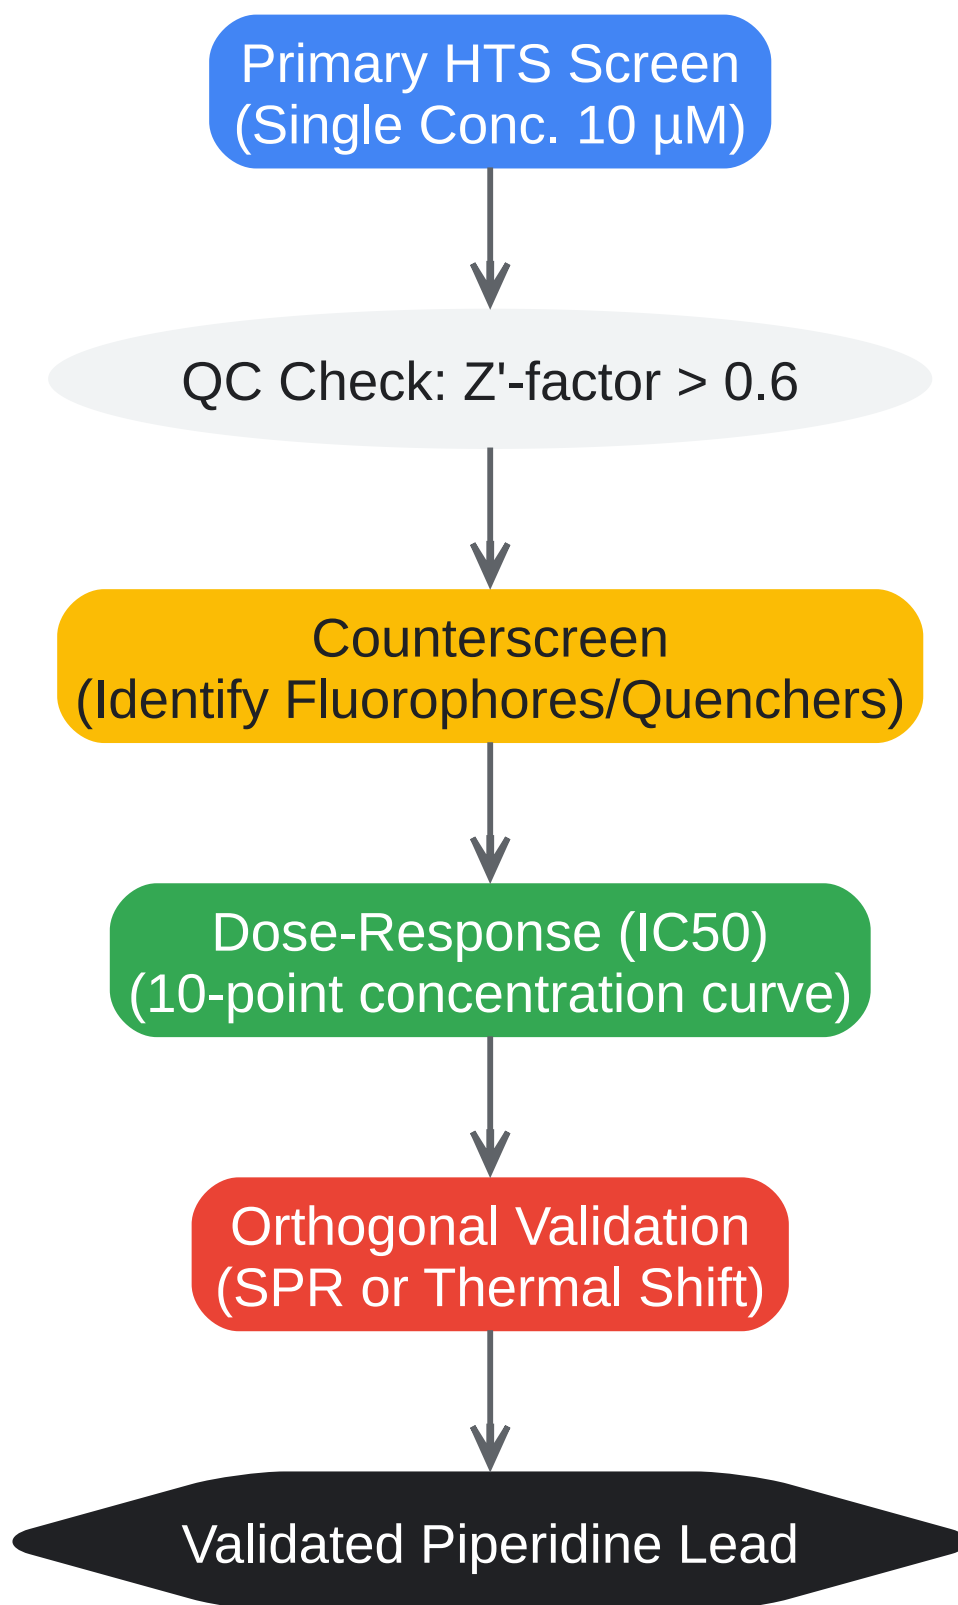 Primary HTS Screen
(Single Conc. 10 µM)
QC Check: Z'-factor > 0.6
Counterscreen
(Identify Fluorophores/Quenchers)
Dose-Response (IC50)
(10-point concentration curve)
Orthogonal Validation
(SPR or Thermal Shift)
Validated Piperidine Lead